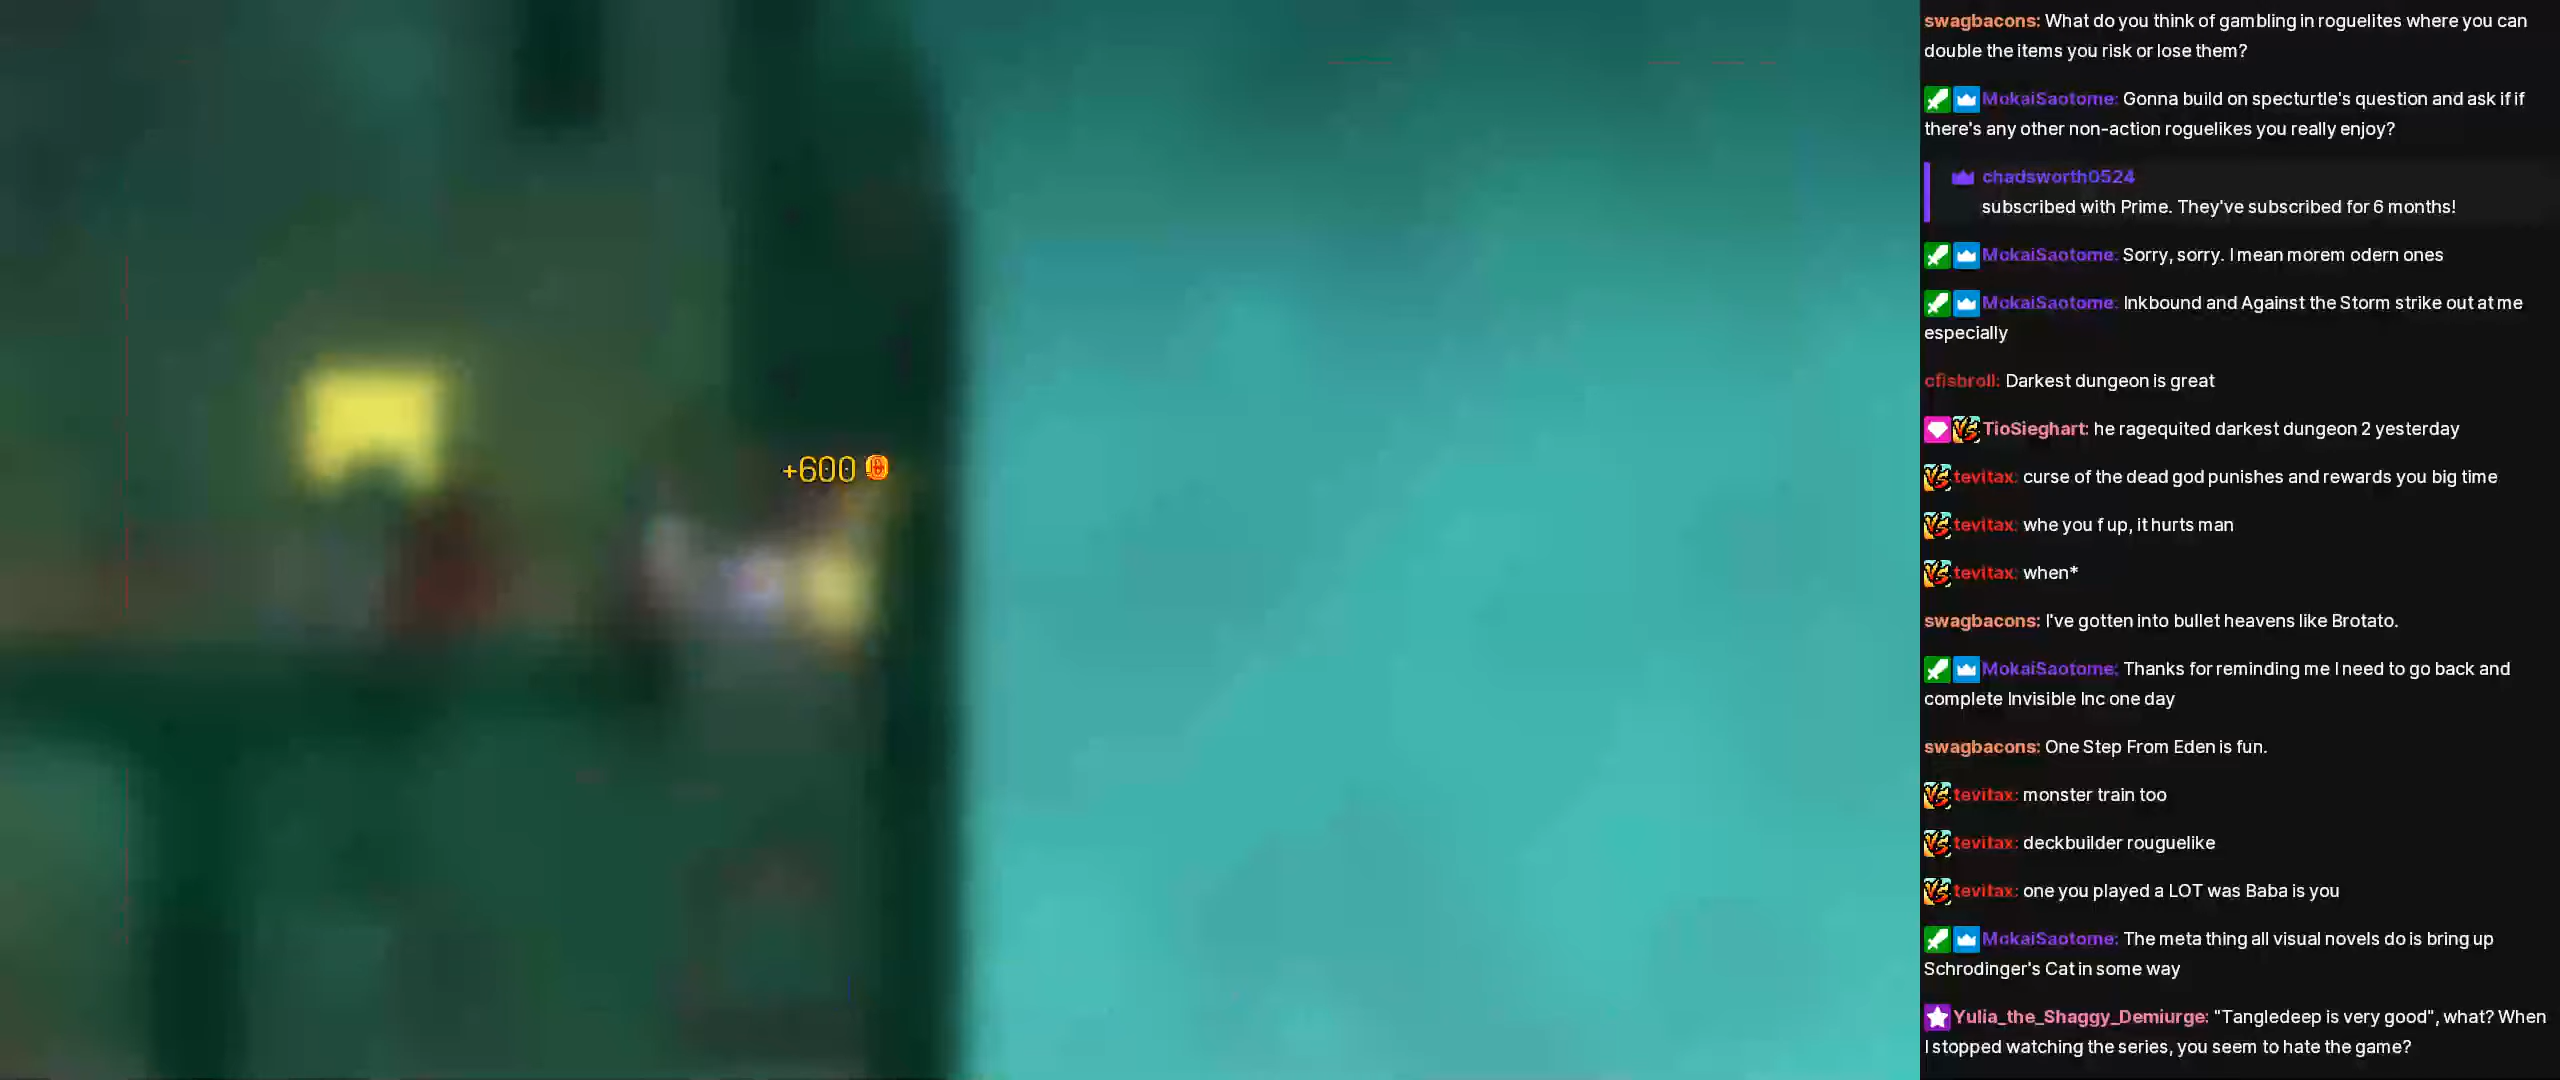 +600
swagbacons: What do you think of gambling in roguelites where you can
double the items you risk or lose them?
MokaiSaotome: Gonna build on specturtle's question and ask if if
there's any other non-action roguelikes you really enjoy?
chadsworth0524
subscribed with Prime. They've subscribed for 6 months!
MokaiSaotome: Sorry, sorry. I mean morem odern ones
MokaiSaotome: Inkbound and Against the Storm strike out at me
especially
cfisbroll: Darkest dungeon is great
TioSieghart: he ragequited darkest dungeon 2 yesterday
tevitax: curse of the dead god punishes and rewards you big time
tevitax: whe you f up, it hurts man
tevitax: when*
swagbacons: I've gotten into bullet heavens like Brotato.
MokaiSaotome: Thanks for reminding me I need to go back and
complete Invisible Inc one day
swagbacons: One Step From Eden is fun.
tevitax: monster train too
tevitax: deckbuilder rouguelike
tevitax: one you played a LOT was Baba is you
MokaiSaotome: The meta thing all visual novels do is bring up
Schrodinger's Cat in some way
Yulia_the_Shaggy_Demiurge: "Tangledeep is very good", what? When
I stopped watching the series, you seem to hate the game?